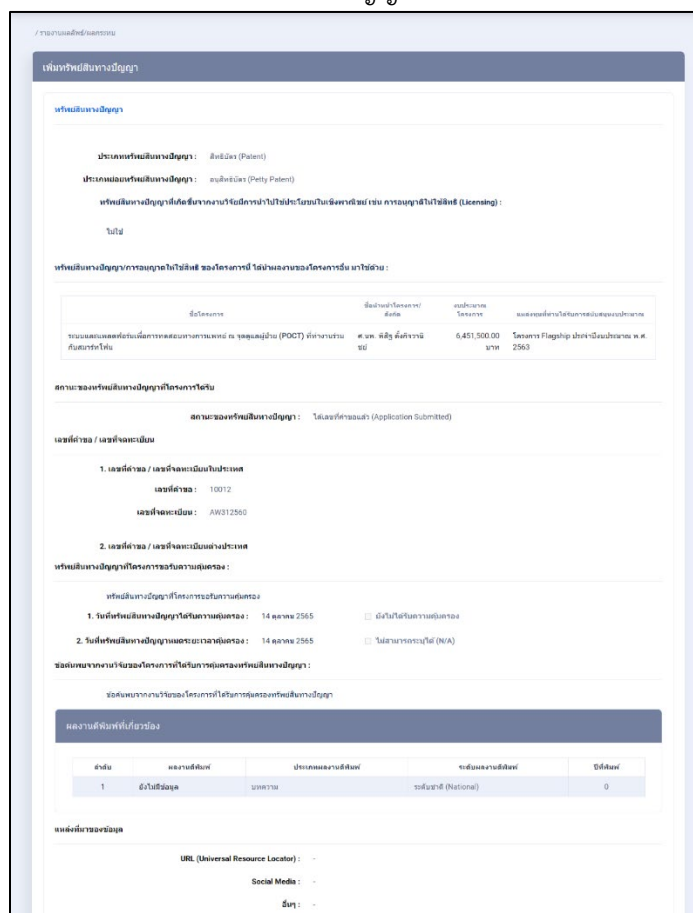 / รายงานผลลัพธ์/ผลกระทบ
เพิ่มทรัพย์สินทางปัญญา
ทรัพย์สินทางปัญญา
ประเภททรัพย์สินทางปัญญา : สิทธิบัตร (Patent)
ประเภทย่อยทรัพย์สินทางปัญญา : อนุสิทธิบัตร (Petty Patent)
ทรัพย์สินทางปัญญาที่เกิดขึ้นจากงานวิจัยมีการนำไปใช้ประโยชน์ในเชิงพาณิชย์ เช่น การอนุญาติให้ใช้สิทธิ (Licensing) :
ไม่ใช่
ทรัพย์สินทางปัญญา/การอนุญาตให้ใช้สิทธิ ของโครงการนี้ ได้นำผลงานของโครงการอื่น มาใช้ด้วย :
ชื่อโครงการ ชื่อหัวหน้าโครงการ/สังกัด งบประมาณโครงการ แหล่งทุนที่ท่านได้รับการสนับสนุนงบประมาณ
ระบบแผ่นแพลตฟอร์มเพื่อการทดสอบทางการแพทย์ ณ จุดดูแลผู้ป่วย (POCT) ที่ทำงานร่วม ศ.นพ. พิสิฐ ตั้งกิจวานิ 6,451,500.00 โครงการ Flagship ประจำปีงบประมาณ พ.ศ.
กับสมาร์ทโฟน ชย์ บาท 2563
สถานะของทรัพย์สินทางปัญญาที่โครงการได้รับ
สถานะของทรัพย์สินทางปัญญา : ได้เลขที่คำขอแล้ว (Application Submitted)
เลขที่คำขอ / เลขที่จดทะเบียน
1. เลขที่คำขอ / เลขที่จดทะเบียนในประเทศ
เลขที่คำขอ : 10012
เลขที่จดทะเบียน : AW312560
2. เลขที่คำขอ / เลขที่จดทะเบียนต่างประเทศ
ทรัพย์สินทางปัญญาที่โครงการขอรับความคุ้มครอง :
ทรัพย์สินทางปัญญาที่โครงการขอรับความคุ้มครอง
1. วันที่ทรัพย์สินทางปัญญาได้รับความคุ้มครอง : 14 ตุลาคม 2565 ยังไม่ได้รับความคุ้มครอง
2. วันที่ทรัพย์สินทางปัญญาหมดระยะเวลาคุ้มครอง : 14 ตุลาคม 2565 ไม่สามารถระบุได้ (N/A)
ข้อค้นพบจากงานวิจัยของโครงการที่ได้รับการคุ้มครองทรัพย์สินทางปัญญา :
ข้อค้นพบจากงานวิจัยของโครงการที่ได้รับการคุ้มครองทรัพย์สินทางปัญญา
ผลงานตีพิมพ์ที่เกี่ยวข้อง
ลำดับ ผลงานตีพิมพ์ ประเภทผลงานตีพิมพ์ ระดับผลงานตีพิมพ์ ปีที่พิมพ์
1 ยังไม่มีข้อมูล บทความ ระดับชาติ (National) 0
แหล่งที่มาของข้อมูล
URL (Universal Resource Locator) : -
Social Media : -
อื่นๆ : -